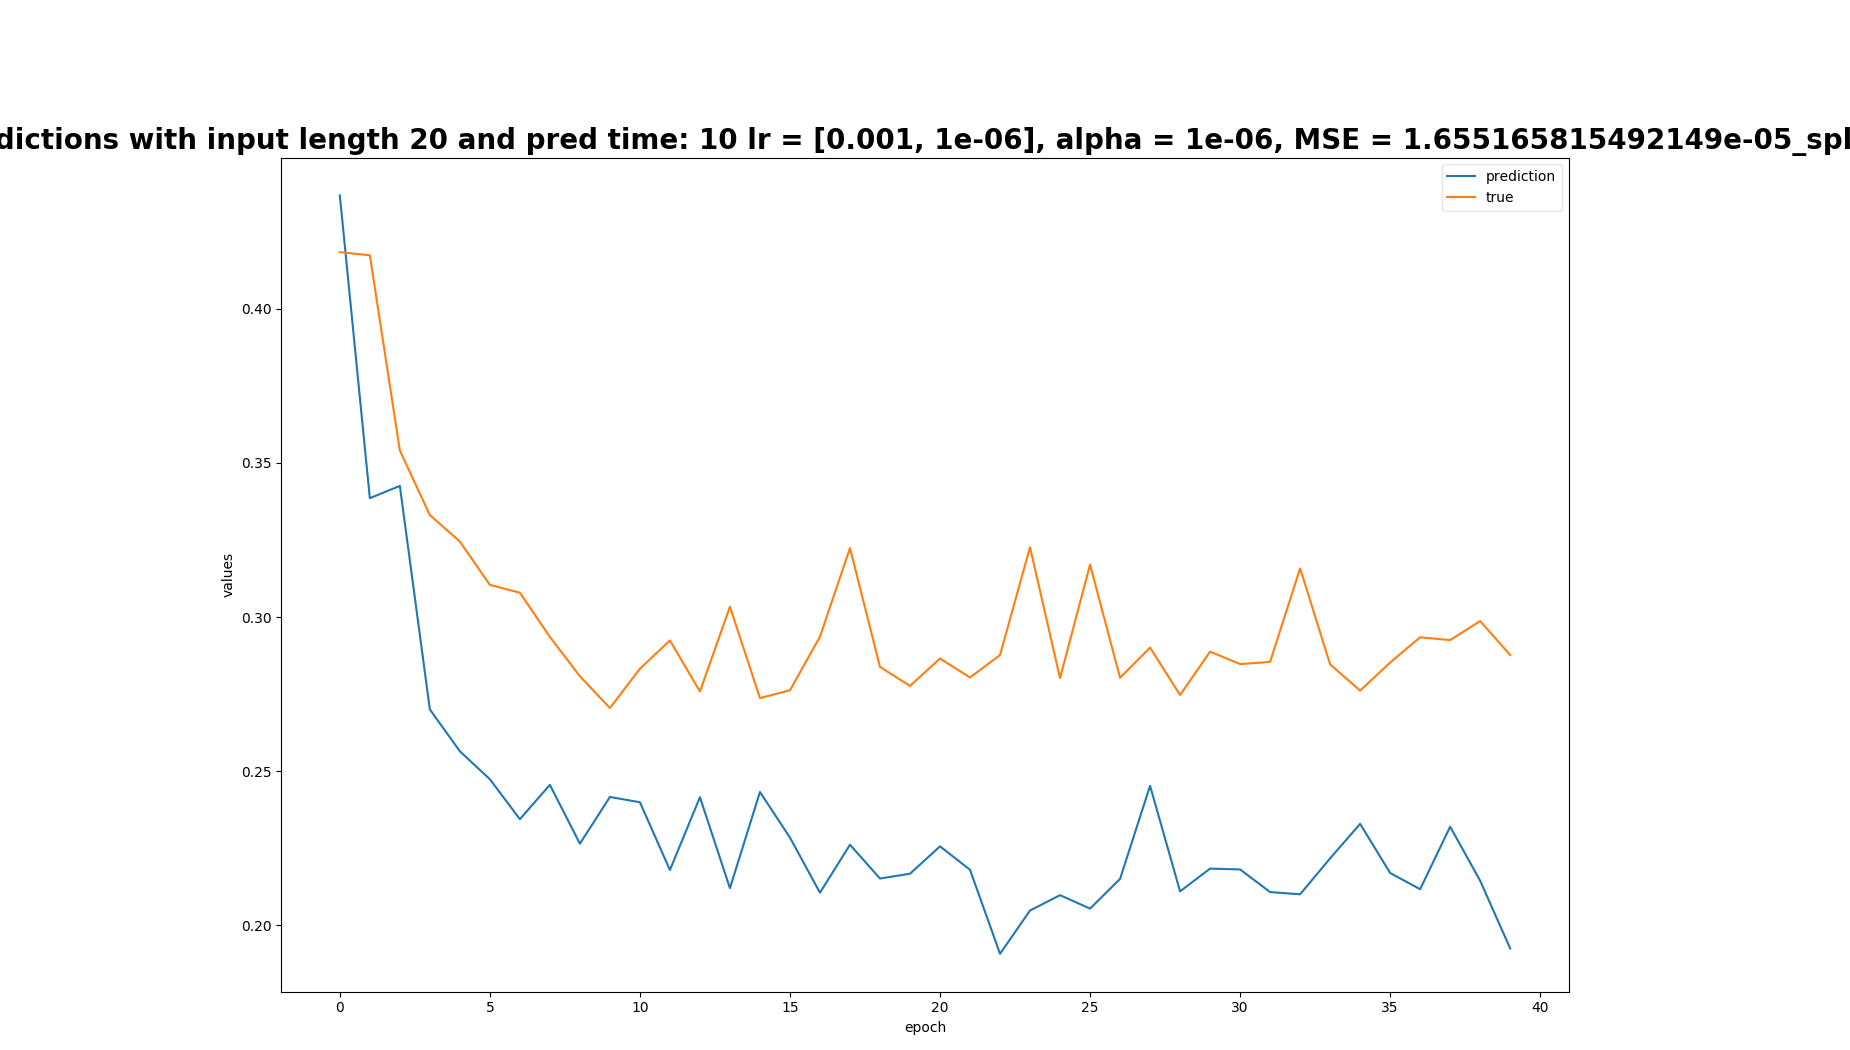 dictions with input length 20 and pred time: 10 lr = [0.001, 1e-06], alpha = 1e-06, MSE = 1.655165815492149e-05_spl
prediction
true
0.40
0.35
0.30
0.25
0.20
values
0
5
10
15
20
25
30
35
40
epoch